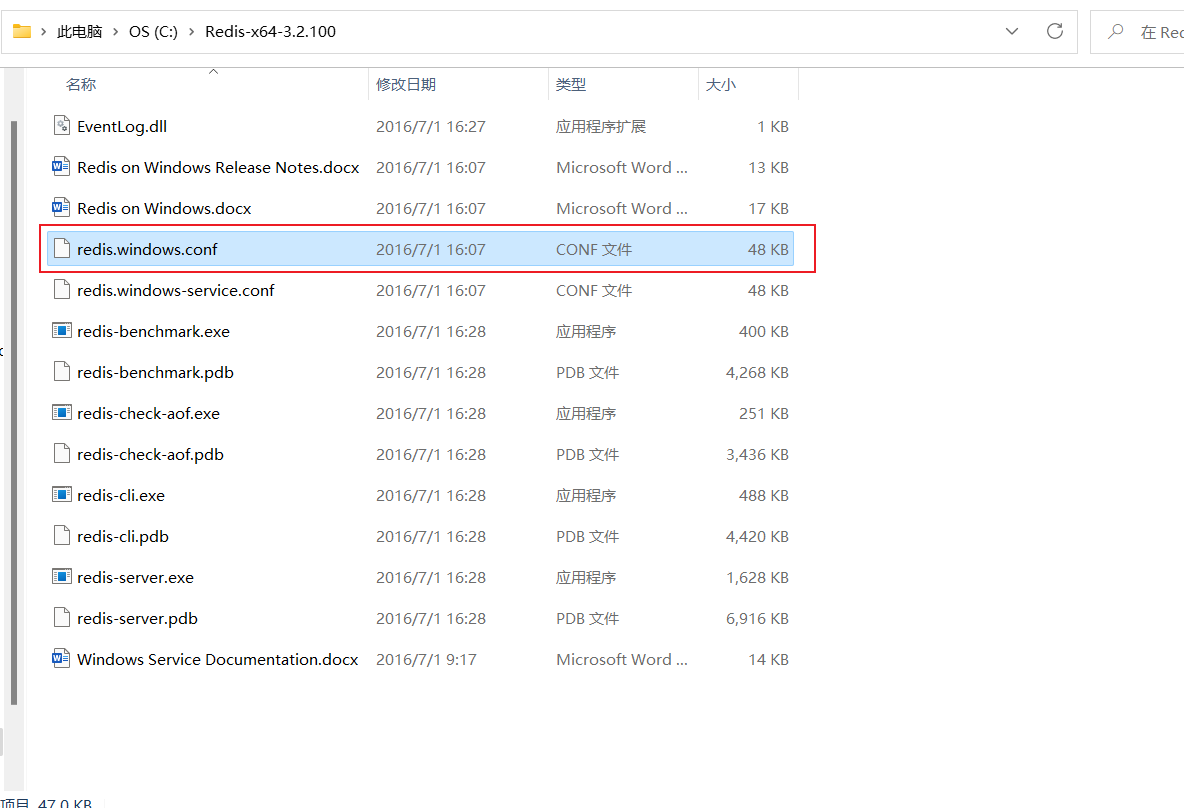 此电脑 > OS (C:) > Redis-x64-3.2.100
在 Rec
名称 修改日期 类型 大小
EventLog.dll 2016/7/1 16:27 应用程序扩展 1 KB
Redis on Windows Release Notes.docx 2016/7/1 16:07 Microsoft Word ... 13 KB
Redis on Windows.docx 2016/7/1 16:07 Microsoft Word ... 17 KB
redis.windows.conf 2016/7/1 16:07 CONF 文件 48 KB
redis.windows-service.conf 2016/7/1 16:07 CONF 文件 48 KB
redis-benchmark.exe 2016/7/1 16:28 应用程序 400 KB
redis-benchmark.pdb 2016/7/1 16:28 PDB 文件 4,268 KB
redis-check-aof.exe 2016/7/1 16:28 应用程序 251 KB
redis-check-aof.pdb 2016/7/1 16:28 PDB 文件 3,436 KB
redis-cli.exe 2016/7/1 16:28 应用程序 488 KB
redis-cli.pdb 2016/7/1 16:28 PDB 文件 4,420 KB
redis-server.exe 2016/7/1 16:28 应用程序 1,628 KB
redis-server.pdb 2016/7/1 16:28 PDB 文件 6,916 KB
Windows Service Documentation.docx 2016/7/1 9:17 Microsoft Word ... 14 KB
项目 47.0 KB